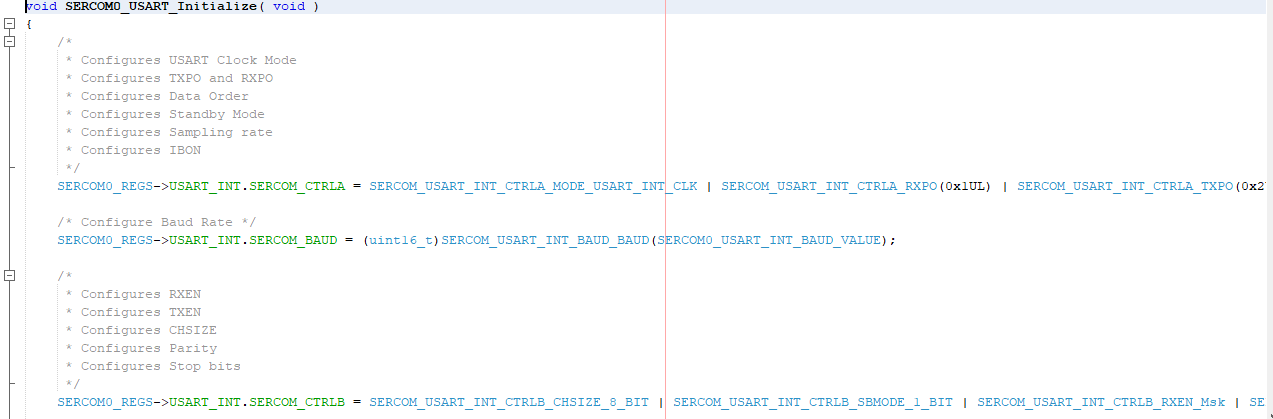 void SERCOM0_USART_Initialize( void )
{
/*
* Configures USART Clock Mode
* Configures TXPO and RXPO
* Configures Data Order
* Configures Standby Mode
* Configures Sampling rate
* Configures IBON
*/
SERCOM0_REGS->USART_INT.SERCOM_CTRLA = SERCOM_USART_INT_CTRLA_MODE_USART_INT_CLK | SERCOM_USART_INT_CTRLA_RXPO(0x1UL) | SERCOM_USART_INT_CTRLA_TXPO(0x2
/* Configure Baud Rate */
SERCOM0_REGS->USART_INT.SERCOM_BAUD = (uint16_t)SERCOM_USART_INT_BAUD_BAUD(SERCOM0_USART_INT_BAUD_VALUE);
/*
* Configures RXEN
* Configures TXEN
* Configures CHSIZE
* Configures Parity
* Configures Stop bits
*/
SERCOM0_REGS->USART_INT.SERCOM_CTRLB = SERCOM_USART_INT_CTRLB_CHSIZE_8_BIT | SERCOM_USART_INT_CTRLB_SBMODE_1_BIT | SERCOM_USART_INT_CTRLB_RXEN_Msk | SE